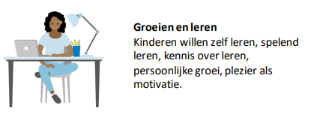 Groeien en leren
Kinderen willen zelf leren, spelend
leren, kennis over leren,
persoonlijke groei, plezier als
motivatie.